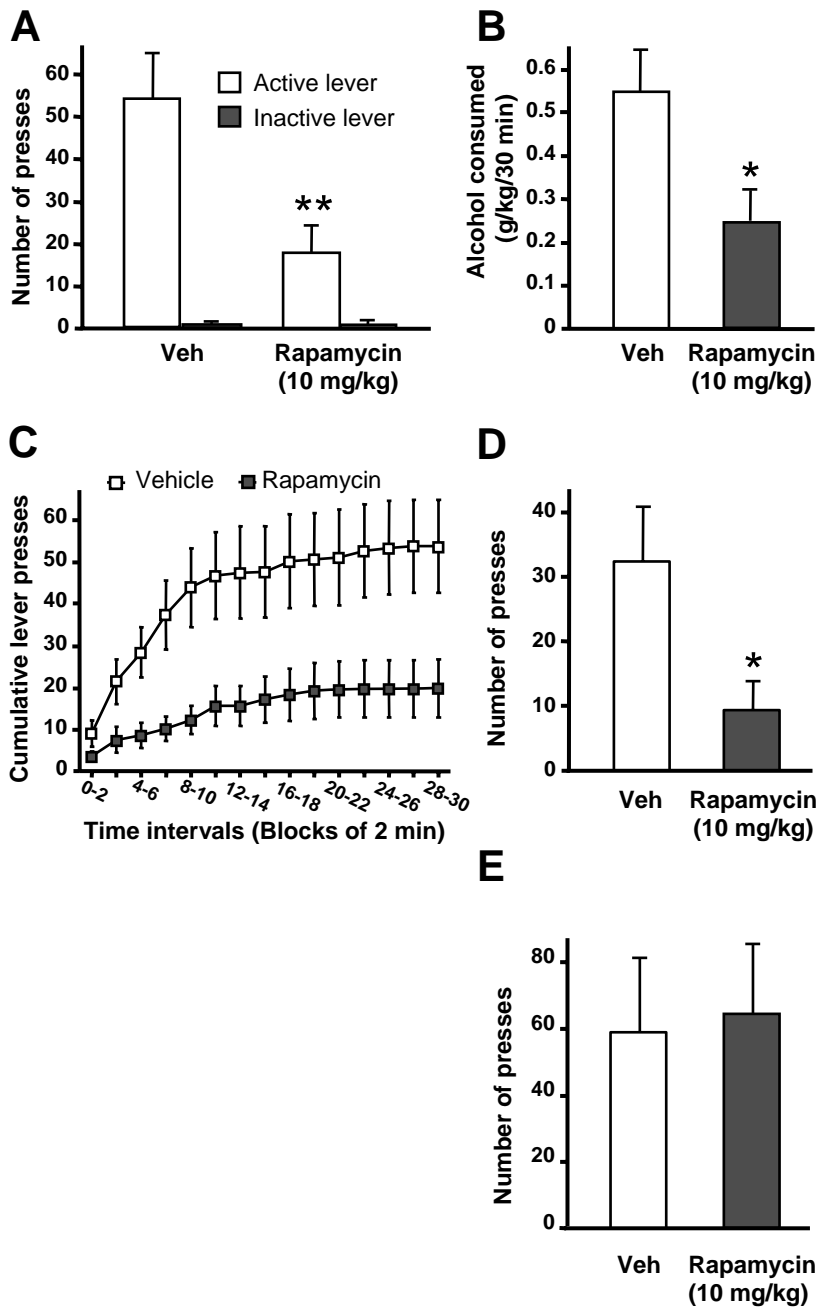 A
Number of presses
60
50
40
30
20
10
0
Active lever
Inactive lever
**
Veh
Rapamycin
(10 mg/kg)
B
Alcohol consumed
(g/kg/30 min)
0.6
0.5
0.4
0.3
0.2
0.1
0
*
Veh
Rapamycin
(10 mg/kg)
C
Vehicle
Rapamycin
Cumulative lever presses
60
50
40
30
20
10
0
0-2
4-6
8-10
12-14
16-18
20-22
24-26
28-30
Time intervals (Blocks of 2 min)
D
Number of presses
40
30
20
10
0
*
Veh
Rapamycin
(10 mg/kg)
E
Number of presses
80
60
40
20
0
Veh
Rapamycin
(10 mg/kg)